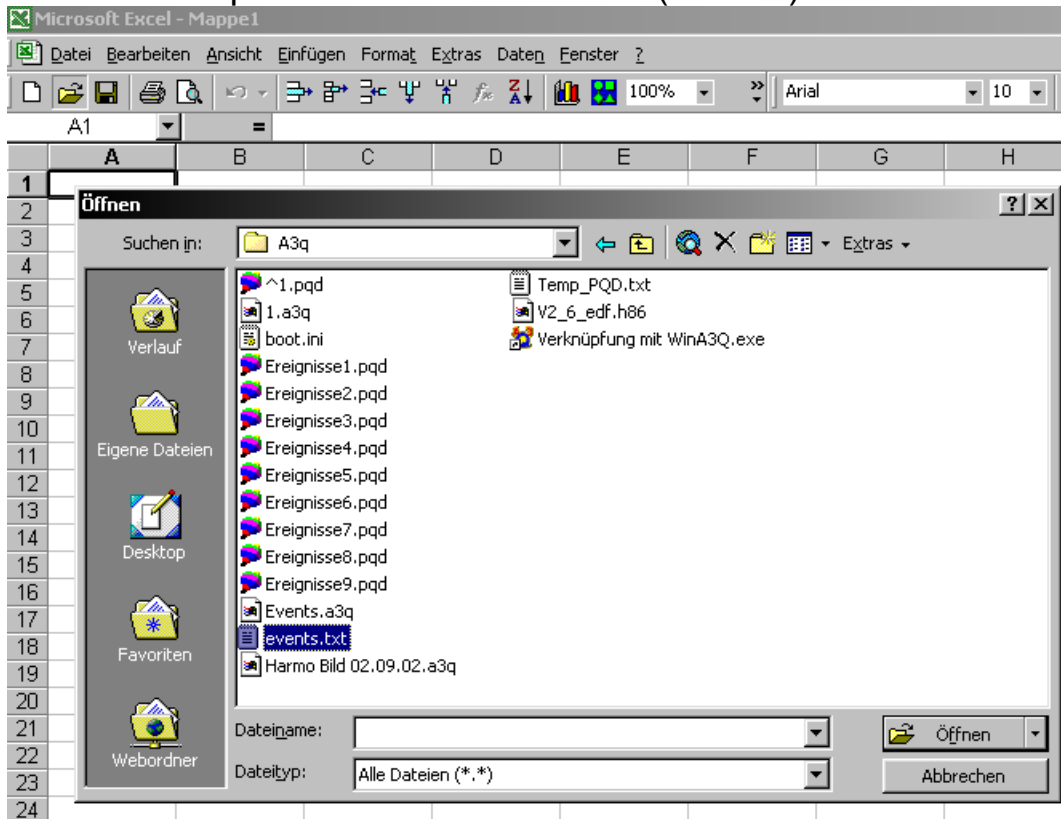 Microsoft Excel - Mappe1
Datei Bearbeiten Ansicht Einfügen Format Extras Daten Fenster ?
100% Arial 10
A1 =
A B C D E F G H
1
2
3
4
5
6
7
8
9
10
11
12
13
14
15
16
17
18
19
20
21
22
23
24
Öffnen
Suchen in: A3q Extras
Verlauf
Eigene Dateien
Desktop
Favoriten
Webordner
^1.pqd
1.a3q
boot.ini
Ereignisse1.pqd
Ereignisse2.pqd
Ereignisse3.pqd
Ereignisse4.pqd
Ereignisse5.pqd
Ereignisse6.pqd
Ereignisse7.pqd
Ereignisse8.pqd
Ereignisse9.pqd
Events.a3q
events.txt
Harmo Bild 02.09.02.a3q
Temp_PQD.txt
V2_6_edf.h86
Verknüpfung mit WinA3Q.exe
Dateiname:
Öffnen
Dateityp: Alle Dateien (*.*)
Abbrechen